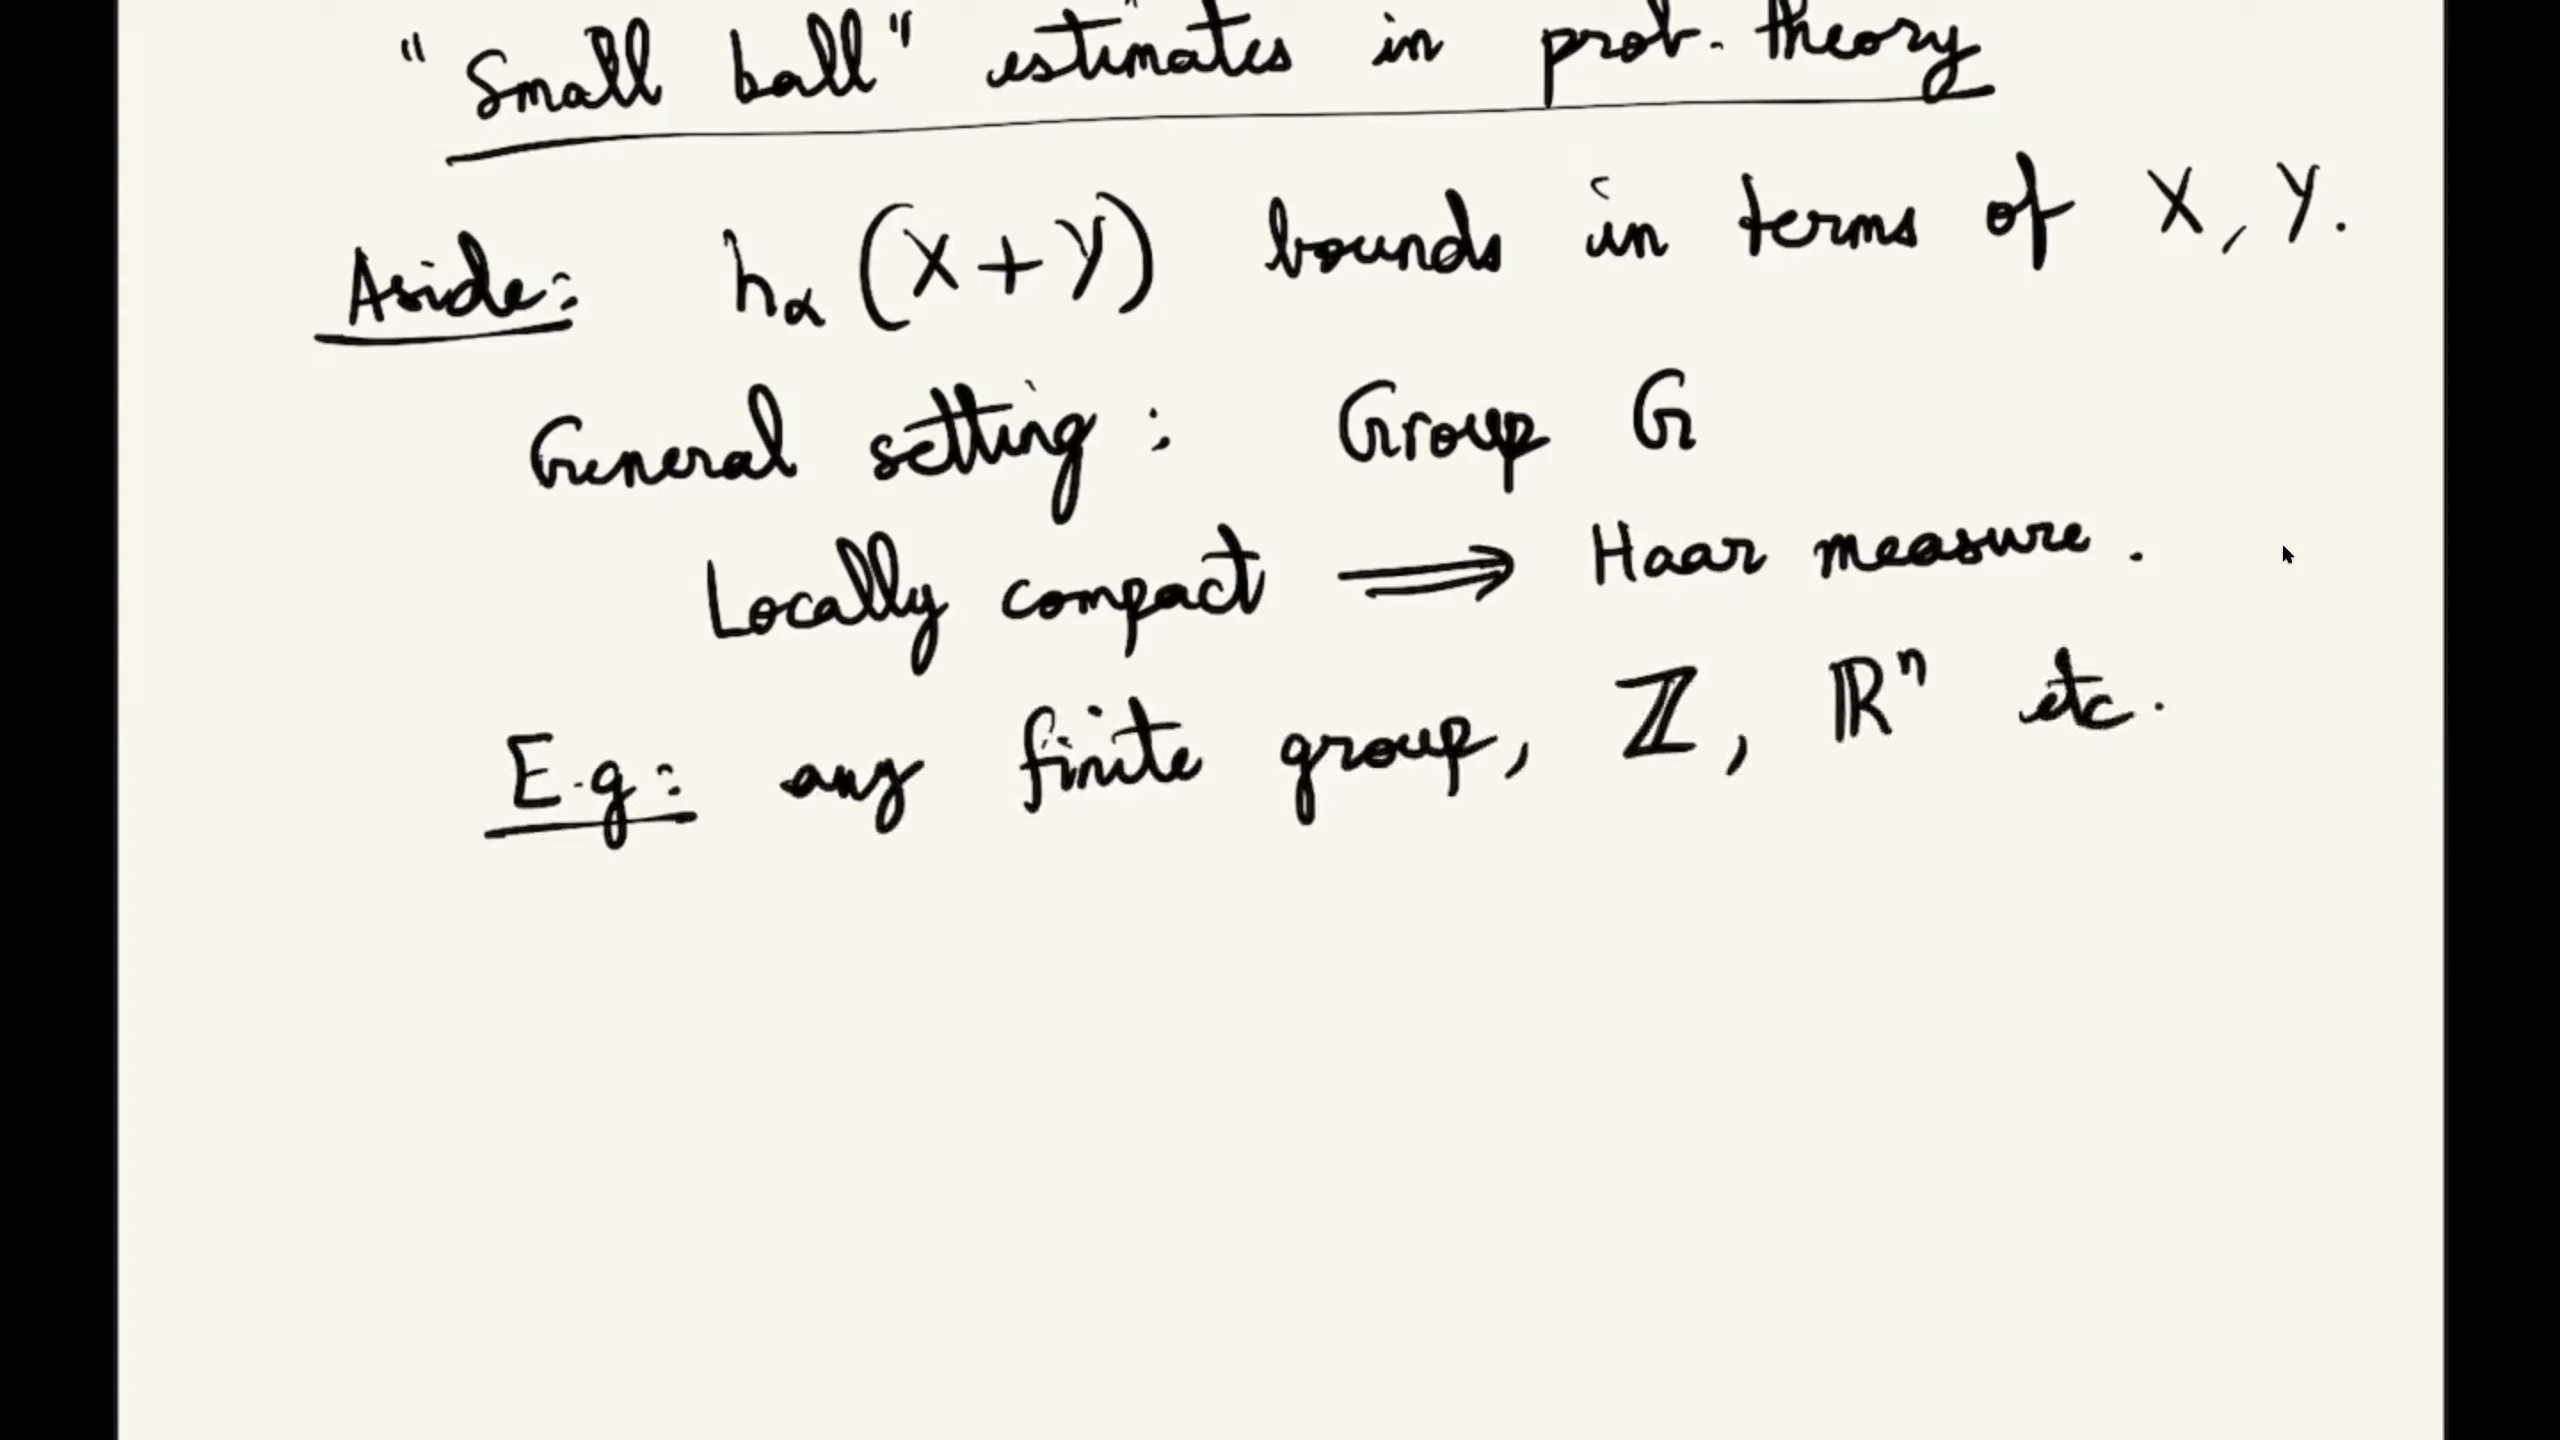 "Small ball" estimates in prob. theory
Aside: hα (X+Y) bounds in terms of X, Y.
General setting : Group G
Locally compact ⟹ Haar measure.
E.g: any finite group, ℤ, ℝⁿ etc.